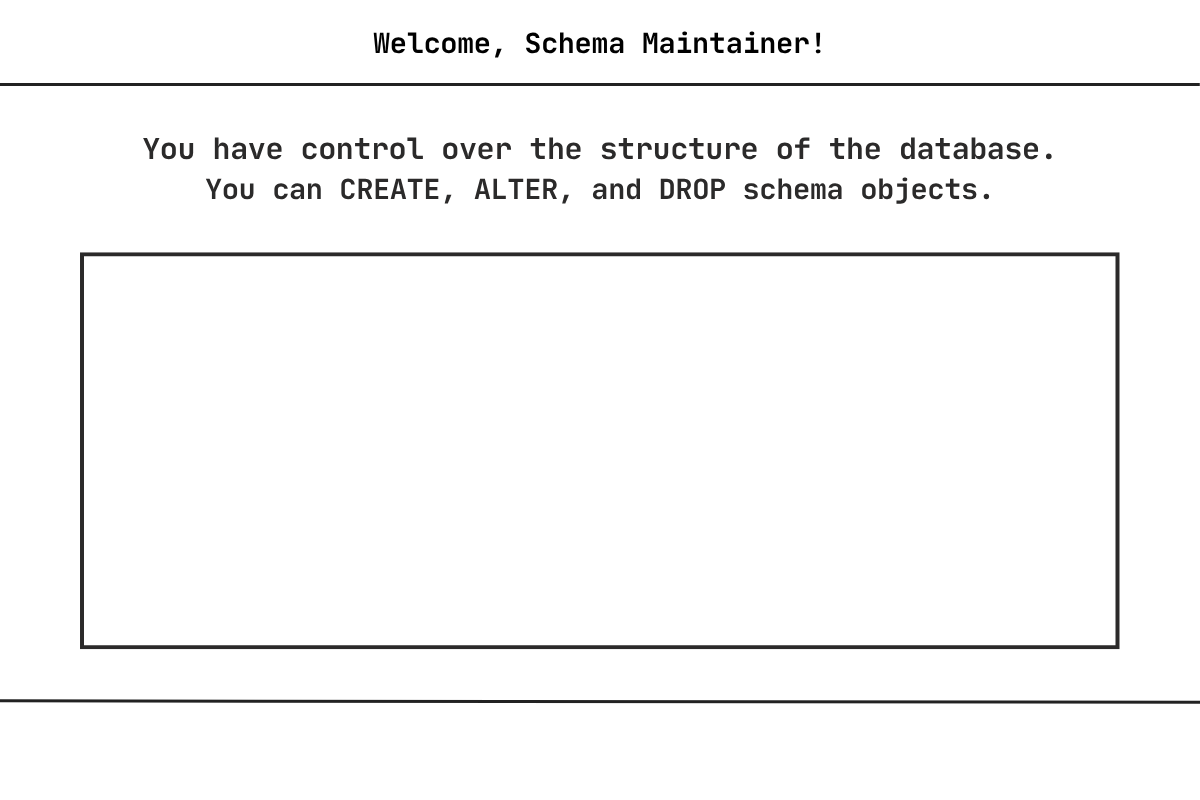 Welcome, Schema Maintainer!
You have control over the structure of the database.
You can CREATE, ALTER, and DROP schema objects.